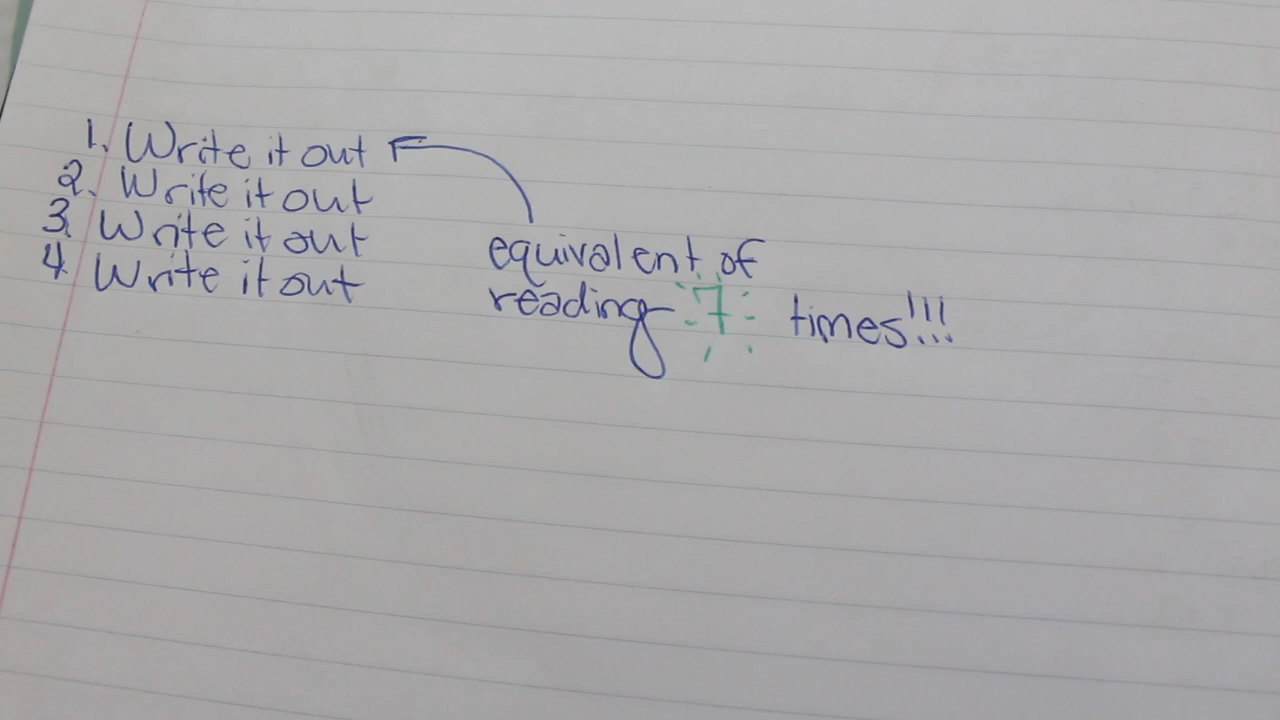 1. Write it out
2. Write it out
3. Write it out
4. Write it out
equivalent of
reading 7 times!!!